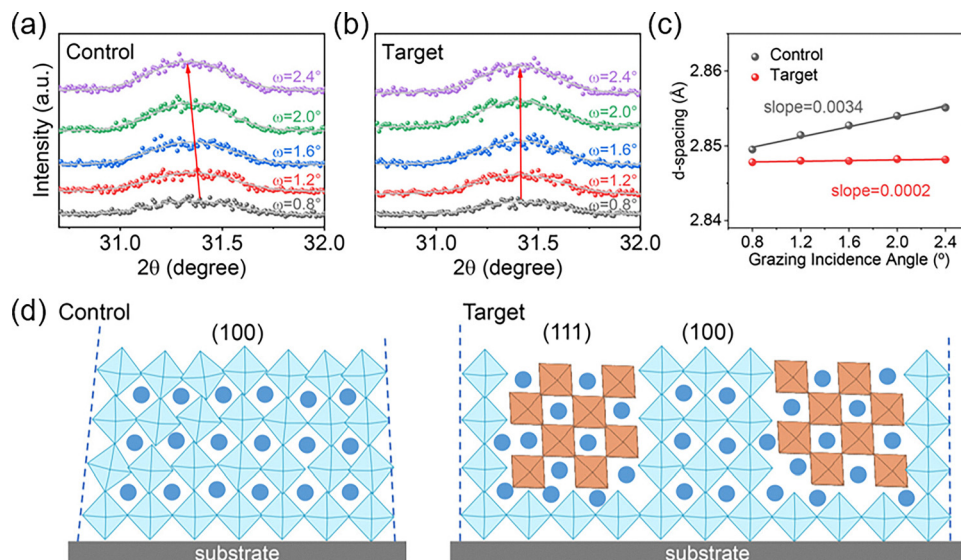 (a)
Control
Intensity (a.u.)
ω=2.4°
ω=2.0°
ω=1.6°
ω=1.2°
ω=0.8°
31.0 31.5 32.0
2θ (degree)
(b)
Target
ω=2.4°
ω=2.0°
ω=1.6°
ω=1.2°
ω=0.8°
31.0 31.5 32.0
2θ (degree)
(c)
Control
Target
d-spacing (Å)
2.86
2.85
2.84
slope=0.0034
slope=0.0002
0.8 1.2 1.6 2.0 2.4
Grazing Incidence Angle (º)
(d)
Control
(100)
substrate
Target
(111) (100)
substrate